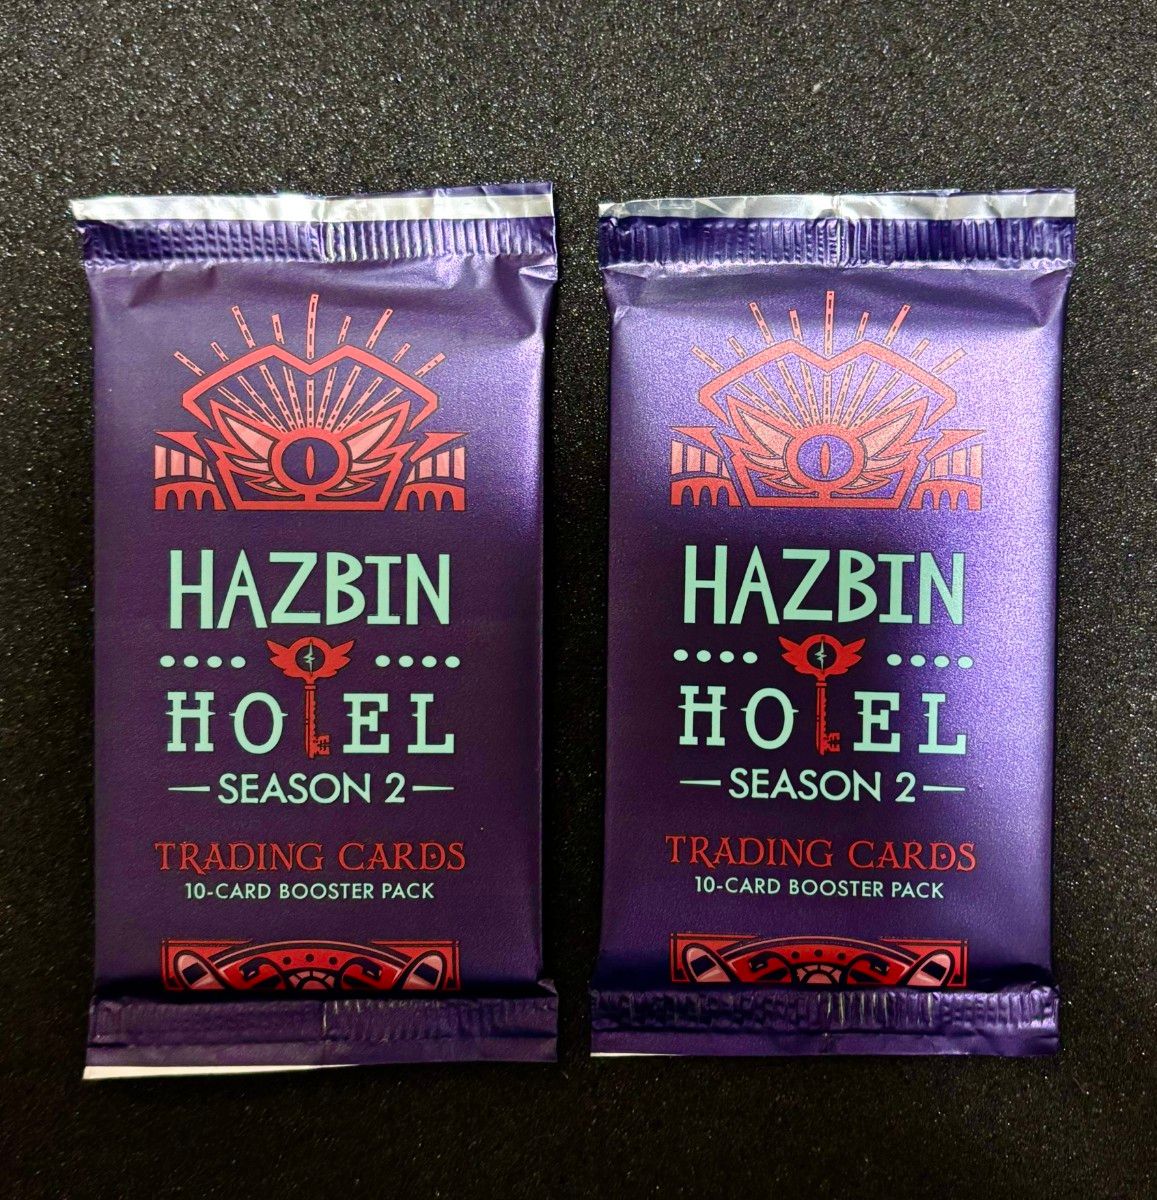 HAZBIN
HOTEL
SEASON 2
TRADING CARDS
10-CARD BOOSTER PACK
HAZBIN
HOTEL
SEASON 2
TRADING CARDS
10-CARD BOOSTER PACK